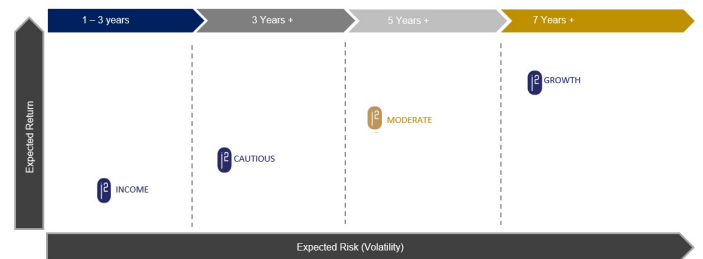 1 – 3 years
3 Years +
5 Years +
7 Years +
Expected Return
GROWTH
MODERATE
CAUTIOUS
INCOME
Expected Risk (Volatility)